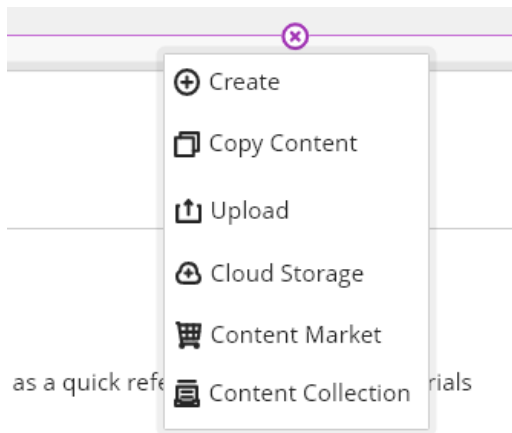 Create
Copy Content
Upload
Cloud Storage
Content Market
as a quick refe rials
Content Collection